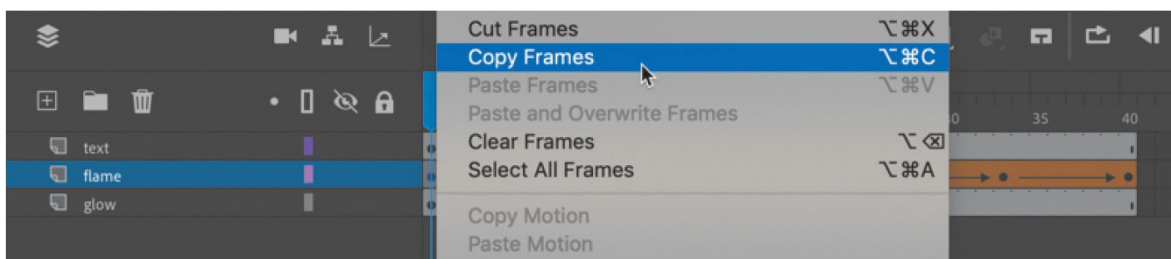 Cut Frames ⌥⌘X
Copy Frames ⌥⌘C
Paste Frames ⌥⌘V
Paste and Overwrite Frames
35 40
text
Clear Frames ⌥⌫
flame
Select All Frames ⌥⌘A
glow
Copy Motion
Paste Motion